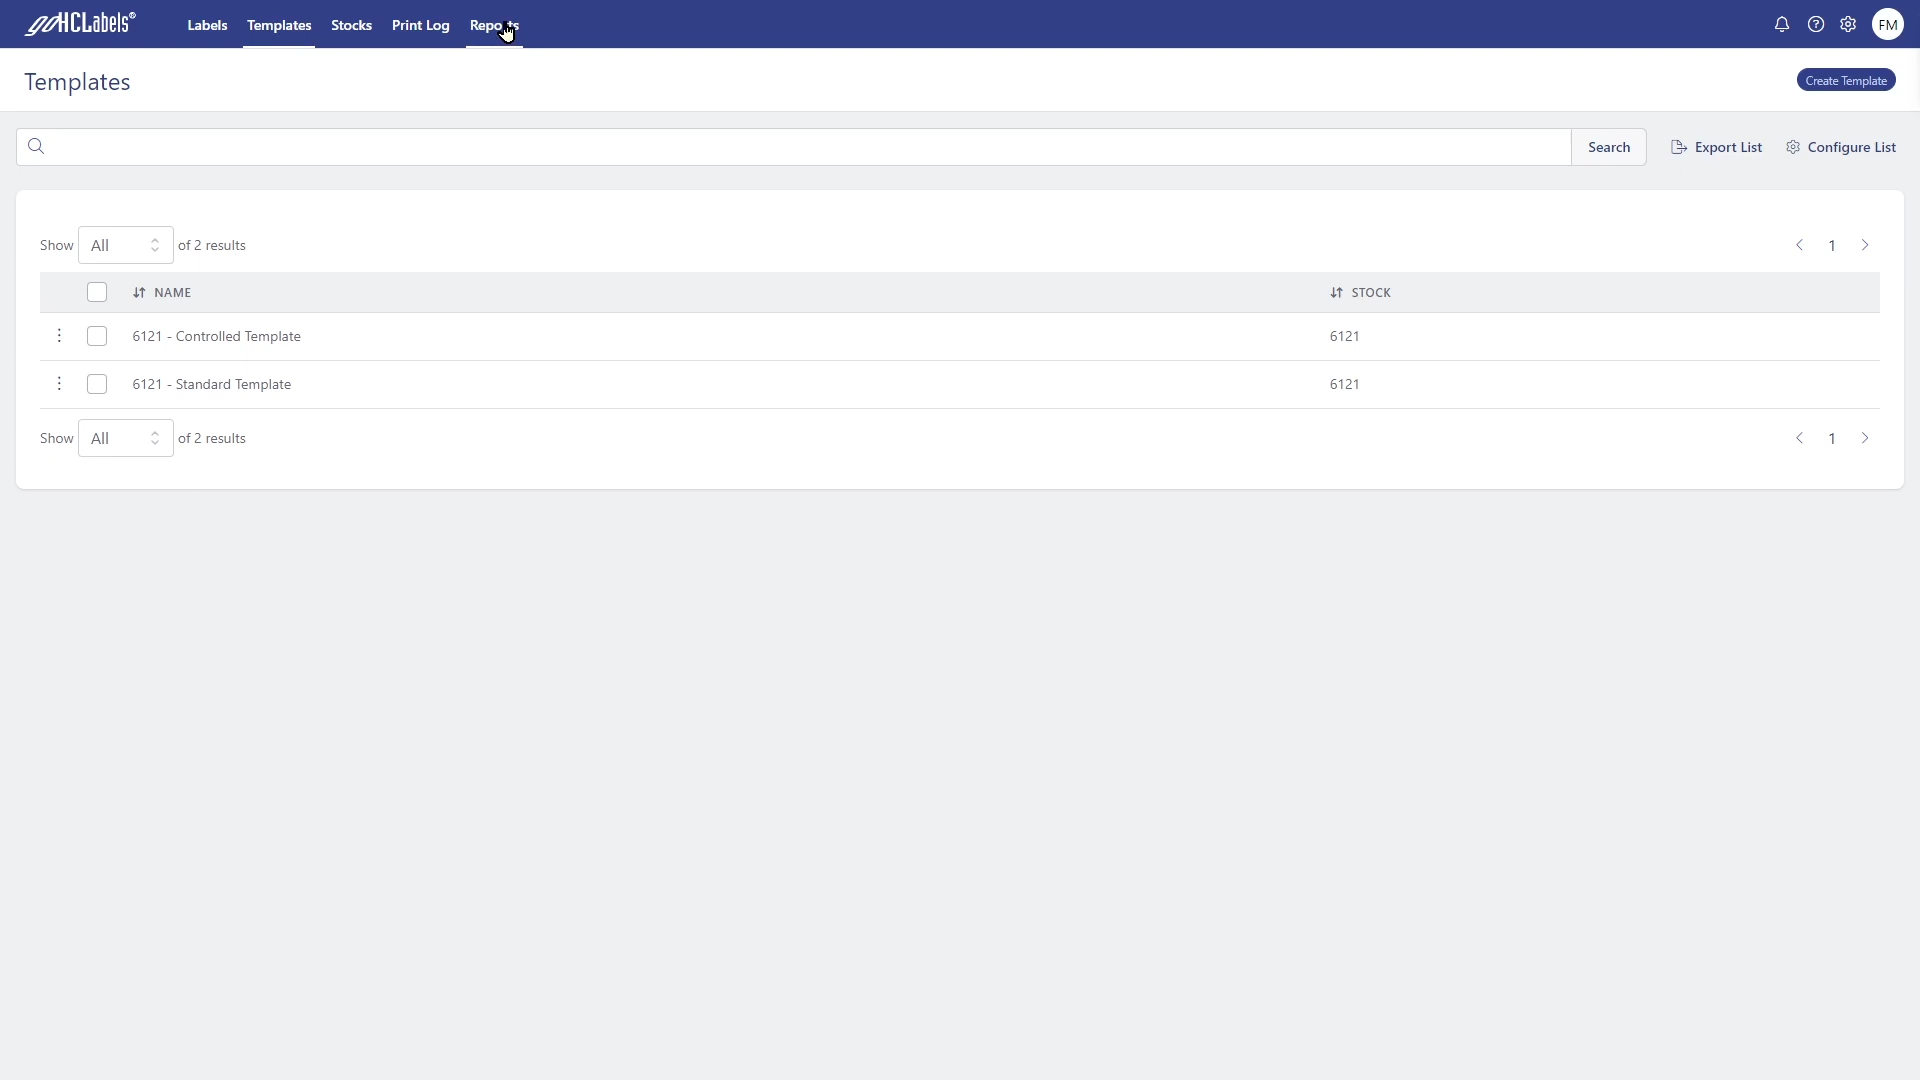 HCLabels®
Labels Templates Stocks Print Log Reports
FM
Templates
Create Template
Search Export List Configure List
Show All of 2 results 1
NAME STOCK
6121 - Controlled Template 6121
6121 - Standard Template 6121
Show All of 2 results 1